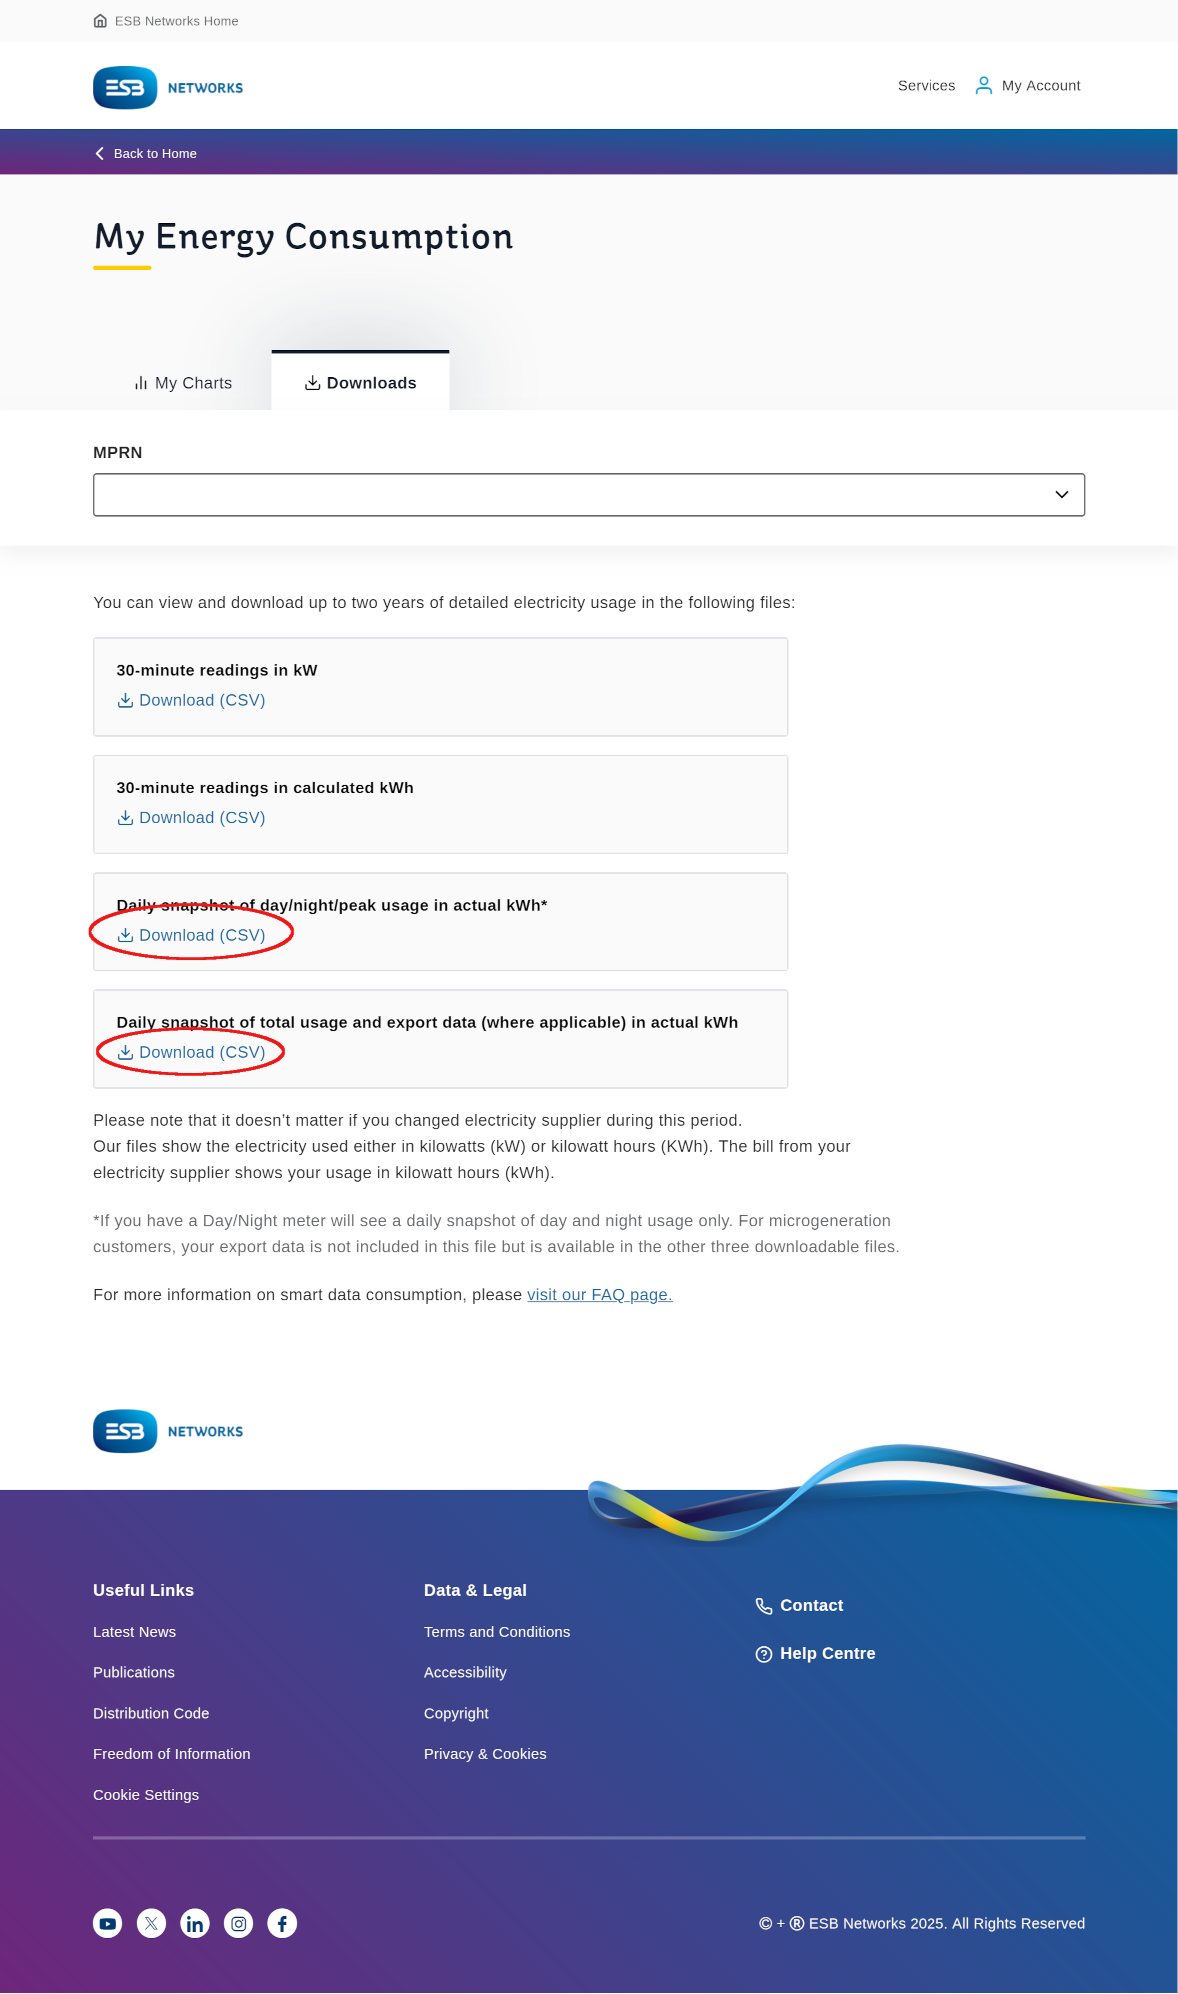 ESB Networks Home
ESB NETWORKS
Services
My Account
Back to Home
My Energy Consumption
My Charts
Downloads
MPRN
You can view and download up to two years of detailed electricity usage in the following files:
30-minute readings in kW
Download (CSV)
30-minute readings in calculated kWh
Download (CSV)
Daily snapshot of day/night/peak usage in actual kWh*
Download (CSV)
Daily snapshot of total usage and export data (where applicable) in actual kWh
Download (CSV)
Please note that it doesn’t matter if you changed electricity supplier during this period.
Our files show the electricity used either in kilowatts (kW) or kilowatt hours (KWh). The bill from your
electricity supplier shows your usage in kilowatt hours (kWh).
*If you have a Day/Night meter will see a daily snapshot of day and night usage only. For microgeneration
customers, your export data is not included in this file but is available in the other three downloadable files.
For more information on smart data consumption, please visit our FAQ page.
ESB NETWORKS
Useful Links
Latest News
Publications
Distribution Code
Freedom of Information
Cookie Settings
Data & Legal
Terms and Conditions
Accessibility
Copyright
Privacy & Cookies
Contact
Help Centre
© + ® ESB Networks 2025. All Rights Reserved